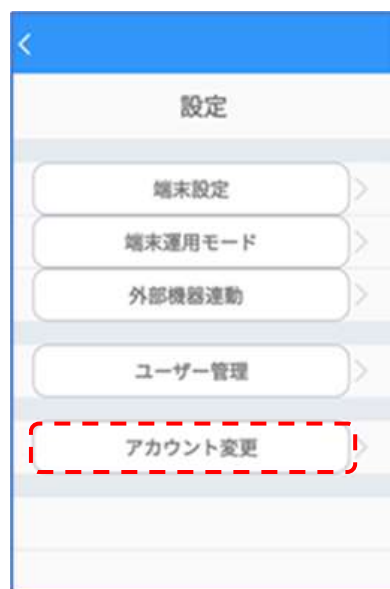 設定
端末設定
端末運用モード
外部機器連動
ユーザー管理
アカウント変更